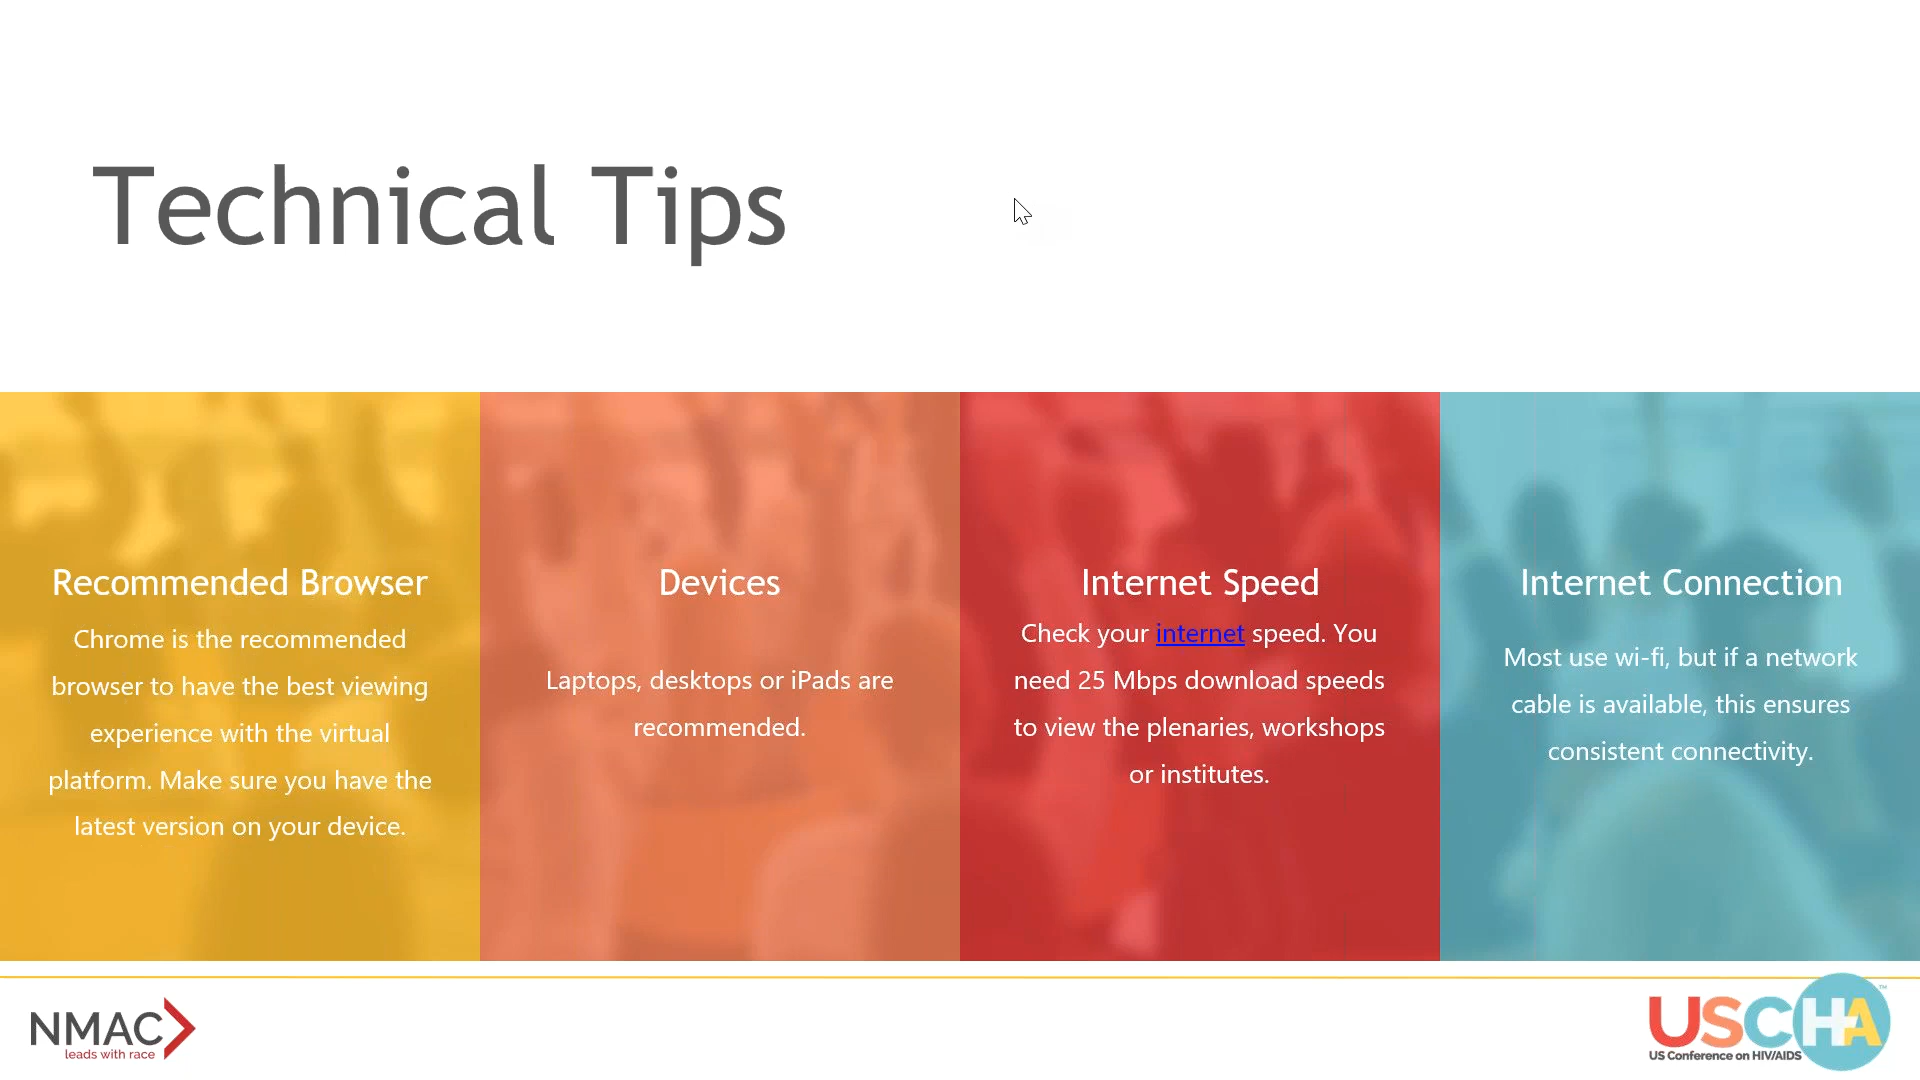 Technical Tips
Recommended Browser
Chrome is the recommended
browser to have the best viewing
experience with the virtual
platform. Make sure you have the
latest version on your device.
Devices
Laptops, desktops or iPads are
recommended.
Internet Speed
Check your internet speed. You
need 25 Mbps download speeds
to view the plenaries, workshops
or institutes.
Internet Connection
Most use wi-fi, but if a network
cable is available, this ensures
consistent connectivity.
NMAC
leads with race
USCHA™
US Conference on HIV/AIDS